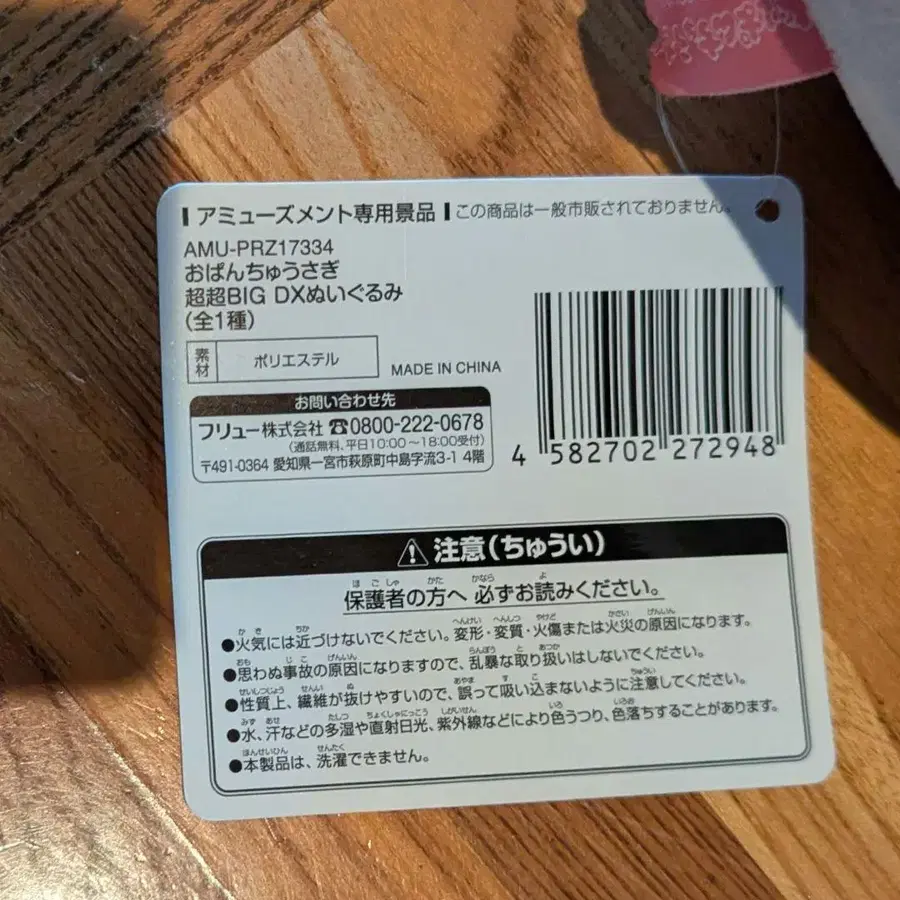 アミューズメント専用景品 この商品は一般市販されておりません。
AMU-PRZ17334
おぱんちゅうさぎ
超超BIG DXぬいぐるみ
(全1種)
素材 ポリエステル
MADE IN CHINA
お問い合わせ先
フリュー株式会社 ☎0800-222-0678
(通話無料、平日10:00~18:00受付)
〒491-0364 愛知県一宮市萩原町中島字流3-1 4階
4 582702 272948
⚠注意(ちゅうい)
保護者の方へ 必ずお読みください。
●火気には近づけないでください。変形・変質・火傷または火災の原因になります。
●思わぬ事故の原因になりますので、乱暴な取り扱いはしないでください。
●性質上、繊維が抜けやすいので、誤って吸い込まないように注意してください。
●水、汗などの多湿や直射日光、紫外線などにより色うつり、色落ちすることがあります。
●本製品は、洗濯できません。